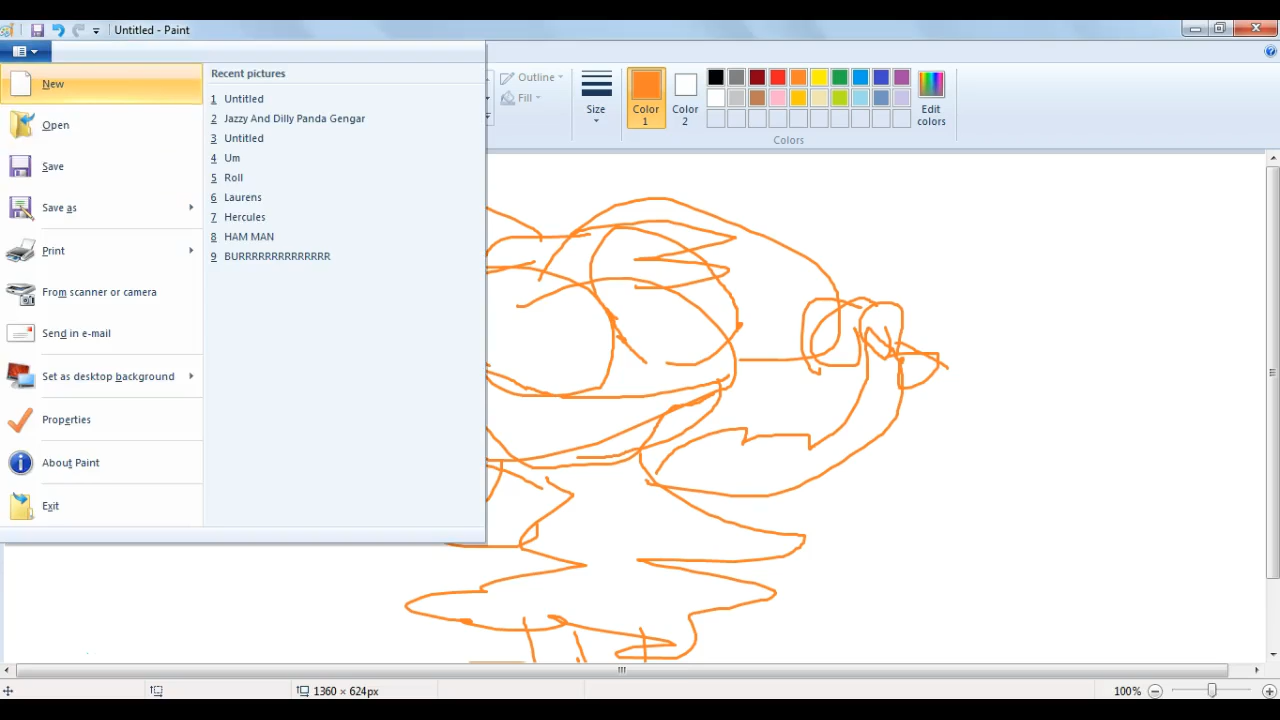 Untitled - Paint
New
Open
Save
Save as
Print
From scanner or camera
Send in e-mail
Set as desktop background
Properties
About Paint
Exit
Recent pictures
1 Untitled
2 Jazzy And Dilly Panda Gengar
3 Untitled
4 Um
5 Roll
6 Laurens
7 Hercules
8 HAM MAN
9 BURRRRRRRRRRRRRR
Outline
Fill
Size
Color 1
Color 2
Edit colors
Colors
1360 × 624px
100%